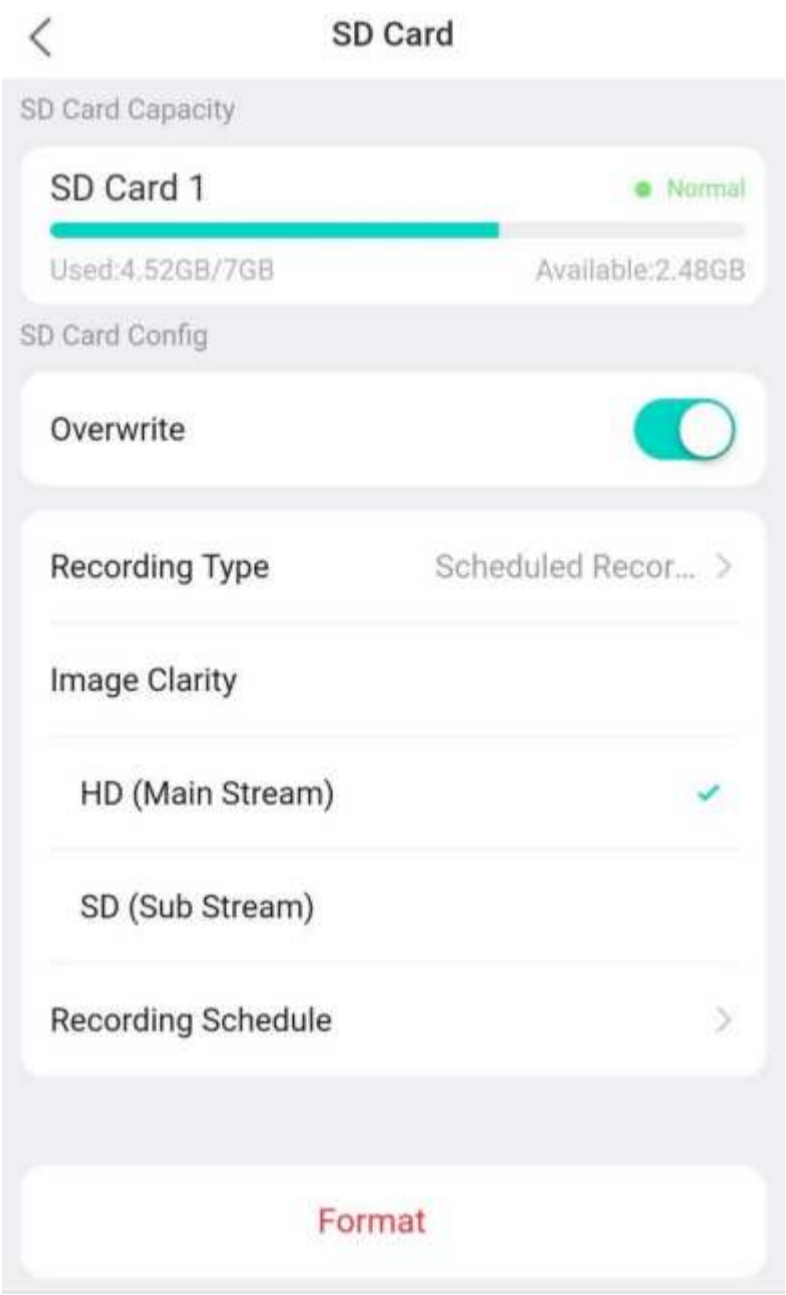 SD Card
SD Card Capacity
SD Card 1
Normal
Used:4.52GB/7GB
Available:2.48GB
SD Card Config
Overwrite
Recording Type
Scheduled Recor...
Image Clarity
HD (Main Stream)
SD (Sub Stream)
Recording Schedule
Format